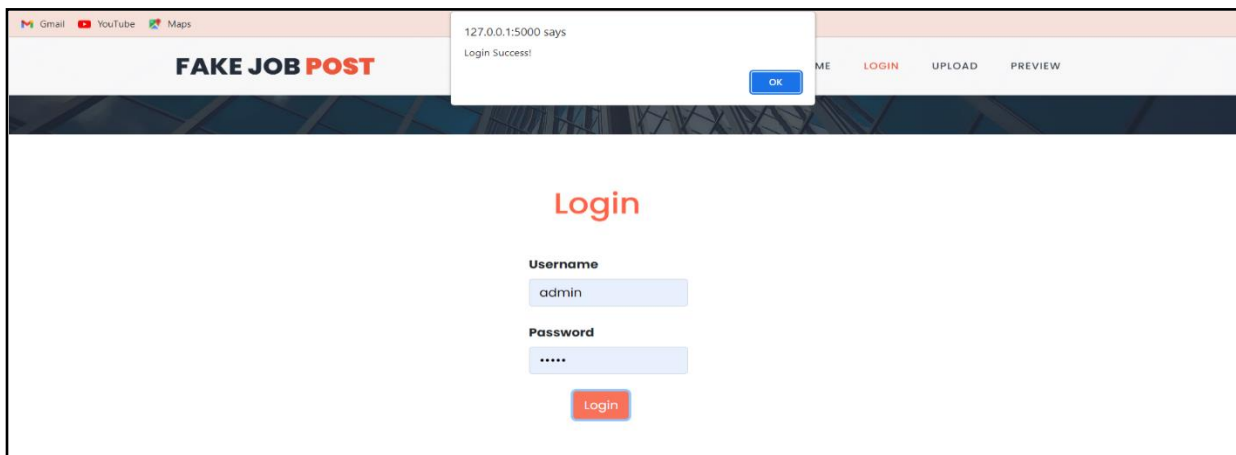 Gmail YouTube Maps
127.0.0.1:5000 says
Login Success!
OK
FAKE JOB POST
ME LOGIN UPLOAD PREVIEW
Login
Username
admin
Password
•••••
Login